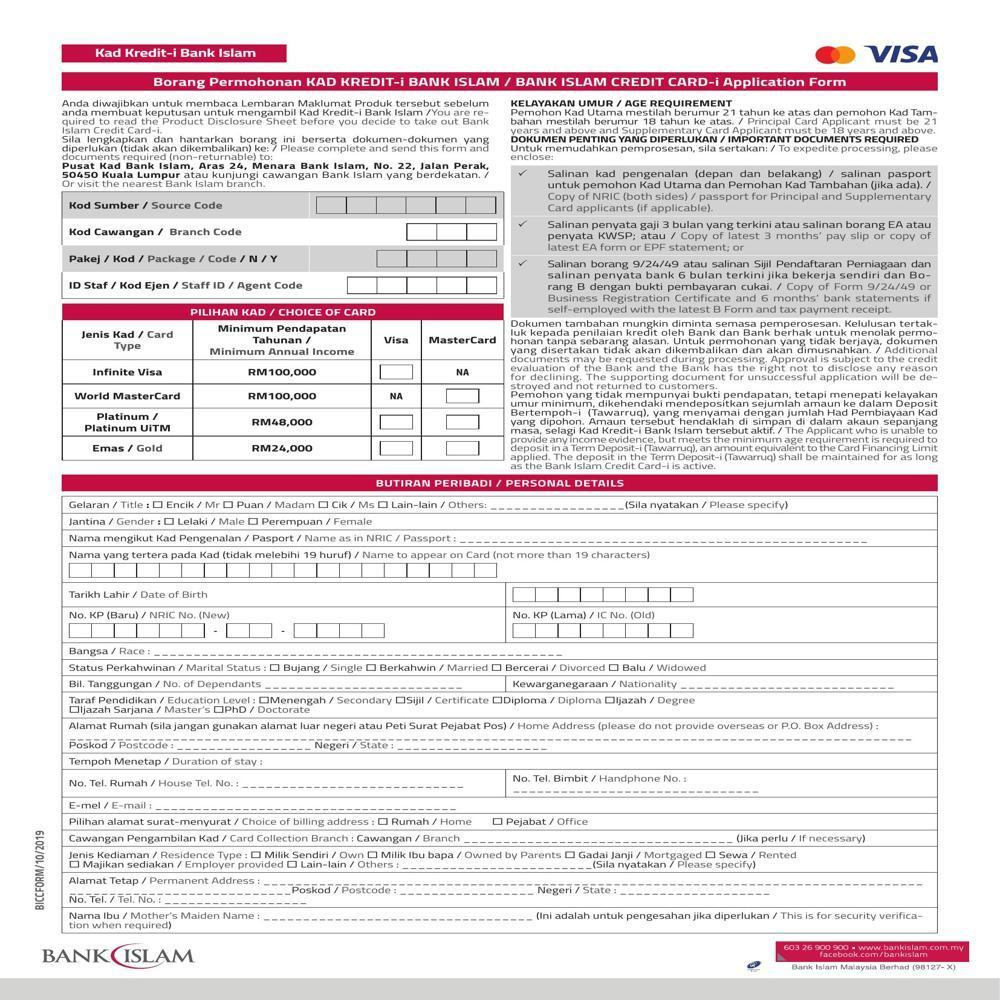 Kad Kredit-i Bank Islam
VISA
Borang Permohonan KAD KREDIT-i BANK ISLAM / BANK ISLAM CREDIT CARD-i Application Form
Anda diwajibkan untuk membaca Lembaran Maklumat Produk tersebut sebelum
anda membuat keputusan untuk mengambil Kad Kredit-i Bank Islam /You are re-
quired to read the Product Disclosure Sheet before you decide to take out Bank
Islam Credit Card-i.
Sila lengkapkan dan hantarkan borang ini berserta dokumen-dokumen yang
diperlukan (tidak akan dikembalikan) ke: / Please complete and send this form and
documents required (non-returnable) to:
Pusat Kad Bank Islam, Aras 24, Menara Bank Islam, No. 22, Jalan Perak,
50450 Kuala Lumpur atau kunjungi cawangan Bank Islam yang berdekatan. /
Or visit the nearest Bank Islam branch.
Kod Sumber / Source Code
Kod Cawangan / Branch Code
Pakej / Kod / Package / Code / N / Y
ID Staf / Kod Ejen / Staff ID / Agent Code
PILIHAN KAD / CHOICE OF CARD
Jenis Kad / Card
Type
Minimum Pendapatan
Tahunan /
Minimum Annual Income
Visa
MasterCard
Infinite Visa RM100,000 NA
World MasterCard RM100,000 NA
Platinum /
Platinum UiTM
RM48,000
Emas / Gold RM24,000
KELAYAKAN UMUR / AGE REQUIREMENT
Pemohon Kad Utama mestilah berumur 21 tahun ke atas dan pemohon Kad Tam-
bahan mestilah berumur 18 tahun ke atas. / Principal Card Applicant must be 21
years and above and Supplementary Card Applicant must be 18 years and above.
DOKUMEN PENTING YANG DIPERLUKAN / IMPORTANT DOCUMENTS REQUIRED
Untuk memudahkan pemprosesan, sila sertakan: / To expedite processing, please
enclose:
✓ Salinan kad pengenalan (depan dan belakang) / salinan pasport
untuk pemohon Kad Utama dan Pemohon Kad Tambahan (jika ada). /
Copy of NRIC (both sides) / passport for Principal and Supplementary
Card applicants (if applicable).
✓ Salinan penyata gaji 3 bulan yang terkini atau salinan borang EA atau
penyata KWSP; atau / Copy of latest 3 months' pay slip or copy of
latest EA form or EPF statement; or
✓ Salinan borang 9/24/49 atau salinan Sijil Pendaftaran Perniagaan dan
salinan penyata bank 6 bulan terkini jika bekerja sendiri dan Bo-
rang B dengan bukti pembayaran cukai. / Copy of Form 9/24/49 or
Business Registration Certificate and 6 months' bank statements if
self-employed with the latest B Form and tax payment receipt.
Dokumen tambahan mungkin diminta semasa pemperosesan. Kelulusan tertak-
luk kepada penilaian kredit oleh Bank dan Bank berhak untuk menolak permo-
honan tanpa sebarang alasan. Untuk permohonan yang tidak berjaya, dokumen
yang disertakan tidak akan dikembalikan dan akan dimusnahkan. / Additional
documents may be requested during processing. Approval is subject to the credit
evaluation of the Bank and the Bank has the right not to disclose any reason
for declining. The supporting document for unsuccessful application will be de-
stroyed and not returned to customers.
Pemohon yang tidak mempunyai bukti pendapatan, tetapi menepati kelayakan
umur minimum, dikehendaki mendepositkan sejumlah amaun ke dalam Deposit
Bertempoh-i (Tawarruq), yang menyamai dengan jumlah Had Pembiayaan Kad
yang dipohon. Amaun tersebut hendaklah di simpan di dalam akaun sepanjang
masa, selagi Kad Kredit-i Bank Islam tersebut aktif. / The Applicant who is unable to
provide any income evidence, but meets the minimum age requirement is required to
deposit in a Term Deposit-i (Tawarruq), an amount equivalent to the Card Financing Limit
applied. The deposit in the Term Deposit-i (Tawarruq) shall be maintained for as long
as the Bank Islam Credit Card-i is active.
BUTIRAN PERIBADI / PERSONAL DETAILS
Gelaran / Title : ☐ Encik / Mr ☐ Puan / Madam ☐ Cik / Ms ☐ Lain-lain / Others: _______________(Sila nyatakan / Please specify)
Jantina / Gender : ☐ Lelaki / Male ☐ Perempuan / Female
Nama mengikut Kad Pengenalan / Pasport / Name as in NRIC / Passport : _______________
Nama yang tertera pada Kad (tidak melebihi 19 huruf) / Name to appear on Card (not more than 19 characters)
Tarikh Lahir / Date of Birth
No. KP (Baru) / NRIC No. (New) No. KP (Lama) / IC No. (Old)
- -
Bangsa / Race : _______________
Status Perkahwinan / Marital Status : ☐ Bujang / Single ☐ Berkahwin / Married ☐ Bercerai / Divorced ☐ Balu / Widowed
Bil. Tanggungan / No. of Dependants _______________ Kewarganegaraan / Nationality _______________
Taraf Pendidikan / Education Level : ☐Menengah / Secondary ☐Sijil / Certificate ☐Diploma / Diploma ☐Ijazah / Degree
☐Ijazah Sarjana / Master's ☐PhD / Doctorate
Alamat Rumah (sila jangan gunakan alamat luar negeri atau Peti Surat Pejabat Pos) / Home Address (please do not provide overseas or P.O. Box Address) :
_______________
Poskod / Postcode : _______________ Negeri / State : _______________
Tempoh Menetap / Duration of stay :
No. Tel. Rumah / House Tel. No. : _______________ No. Tel. Bimbit / Handphone No. :
_______________
E-mel / E-mail : _______________
Pilihan alamat surat-menyurat / Choice of billing address : ☐ Rumah / Home ☐ Pejabat / Office
Cawangan Pengambilan Kad / Card Collection Branch : Cawangan / Branch _______________ (Jika perlu / If necessary)
Jenis Kediaman / Residence Type : ☐ Milik Sendiri / Own ☐ Milik Ibu bapa / Owned by Parents ☐ Gadai Janji / Mortgaged ☐ Sewa / Rented
☐ Majikan sediakan / Employer provided ☐ Lain-lain / Others : _______________(Sila nyatakan / Please specify)
Alamat Tetap / Permanent Address : _______________
_______________Poskod / Postcode : _______________ Negeri / State : _______________
No. Tel. / Tel. No. : _______________
Nama Ibu / Mother's Maiden Name : _______________ (Ini adalah untuk pengesahan jika diperlukan / This is for security verifica-
tion when required)
BICCFORM/10/2019
BANK ISLAM
603 26 900 900 • www.bankislam.com.my
facebook.com/bankislam
Bank Islam Malaysia Berhad (98127- X)